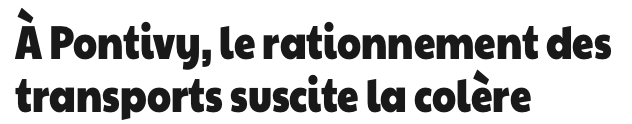 À Pontivy, le rationnement des
transports suscite la colère